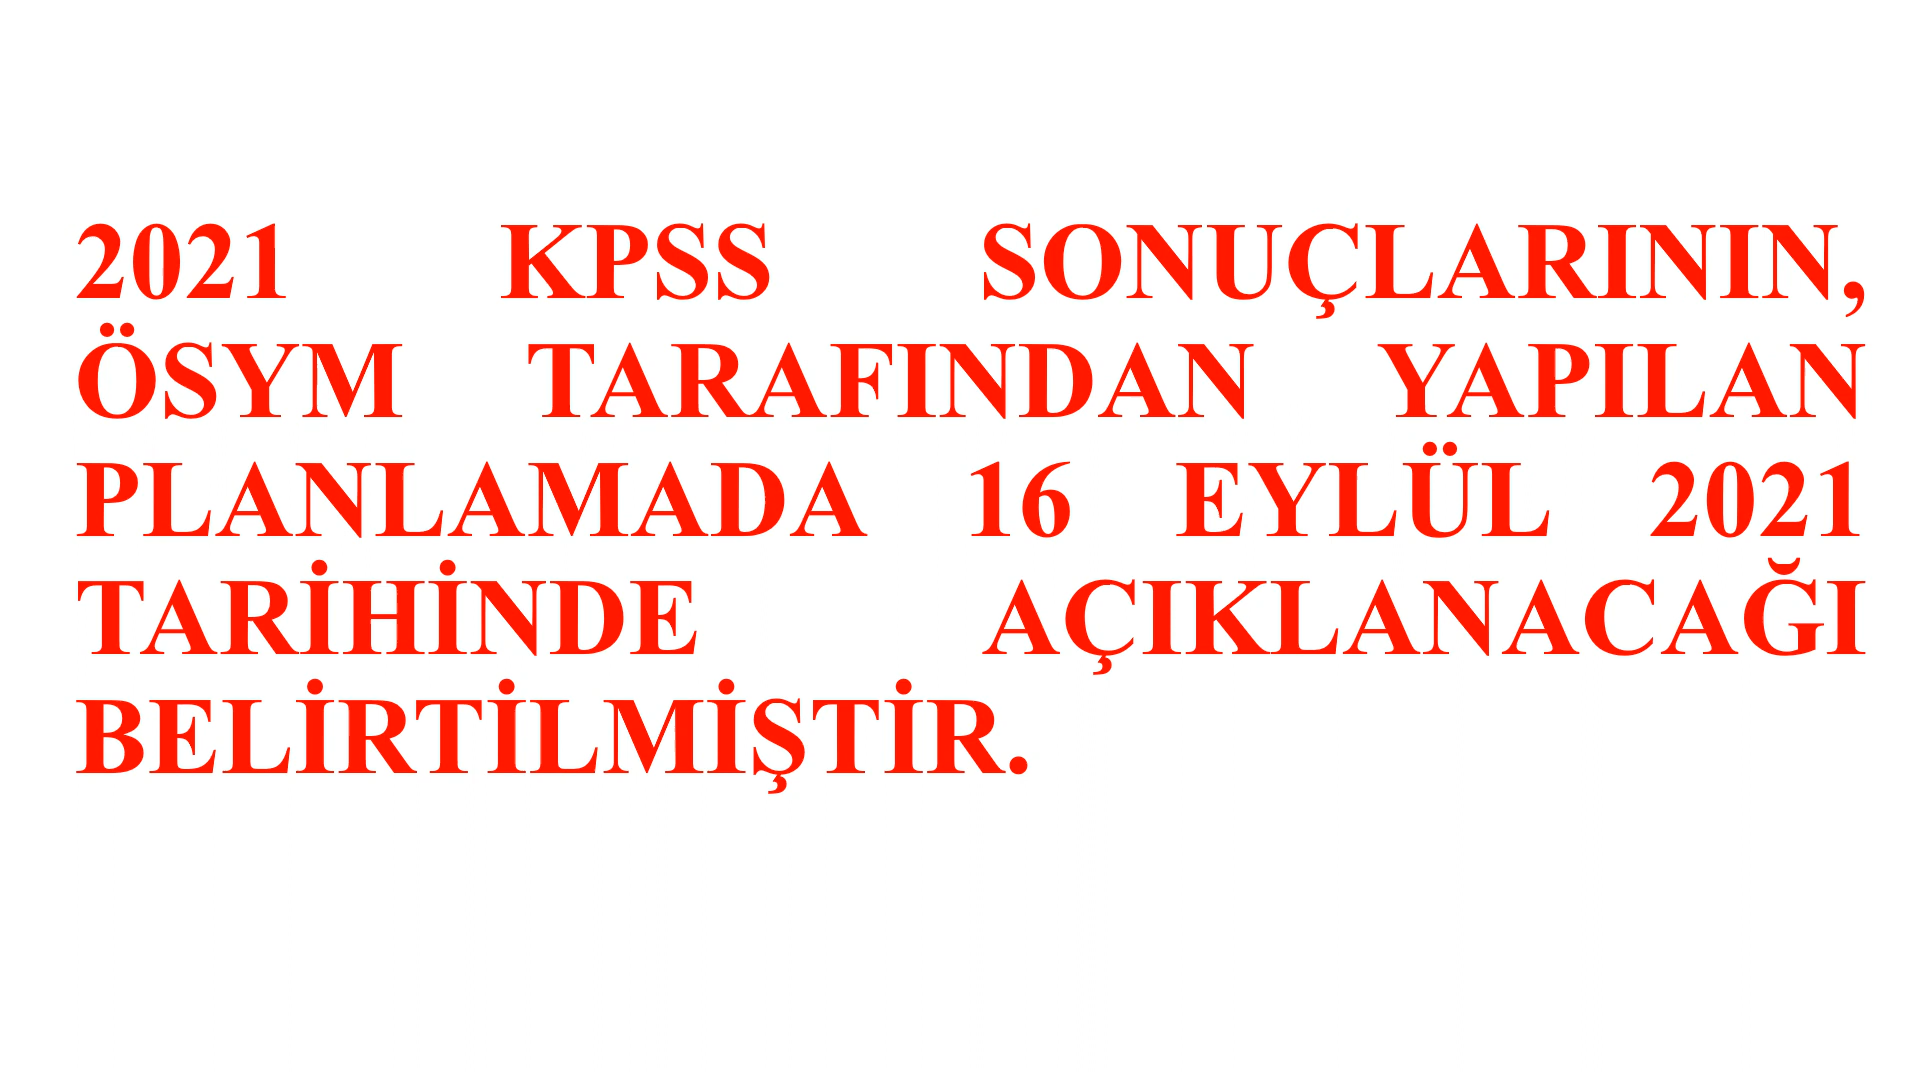 2021 KPSS SONUÇLARININ,
ÖSYM TARAFINDAN YAPILAN
PLANLAMADA 16 EYLÜL 2021
TARİHİNDE AÇIKLANACAĞI
BELİRTİLMİŞTİR.